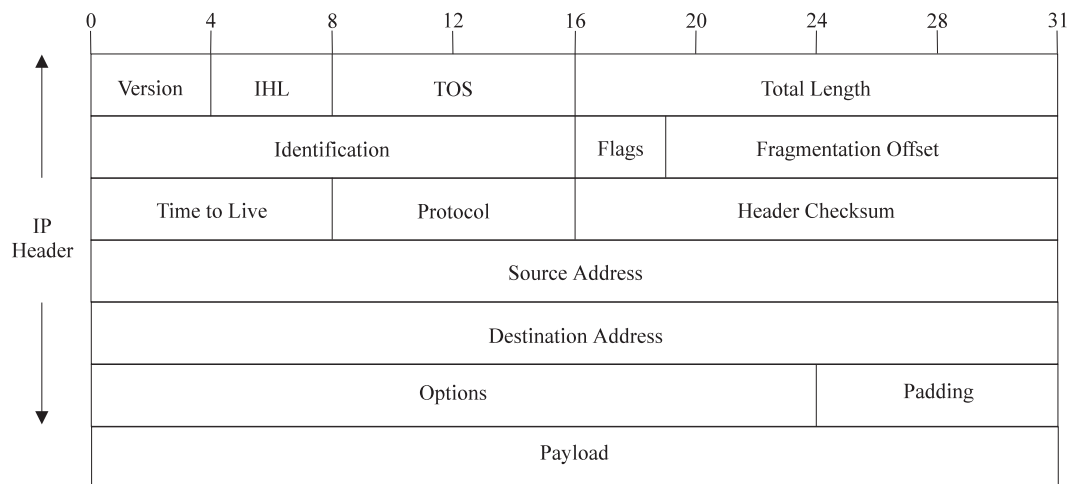 0 4 8 12 16 20 24 28 31
Version IHL TOS Total Length
Identification Flags Fragmentation Offset
Time to Live Protocol Header Checksum
IP
Header
Source Address
Destination Address
Options Padding
Payload